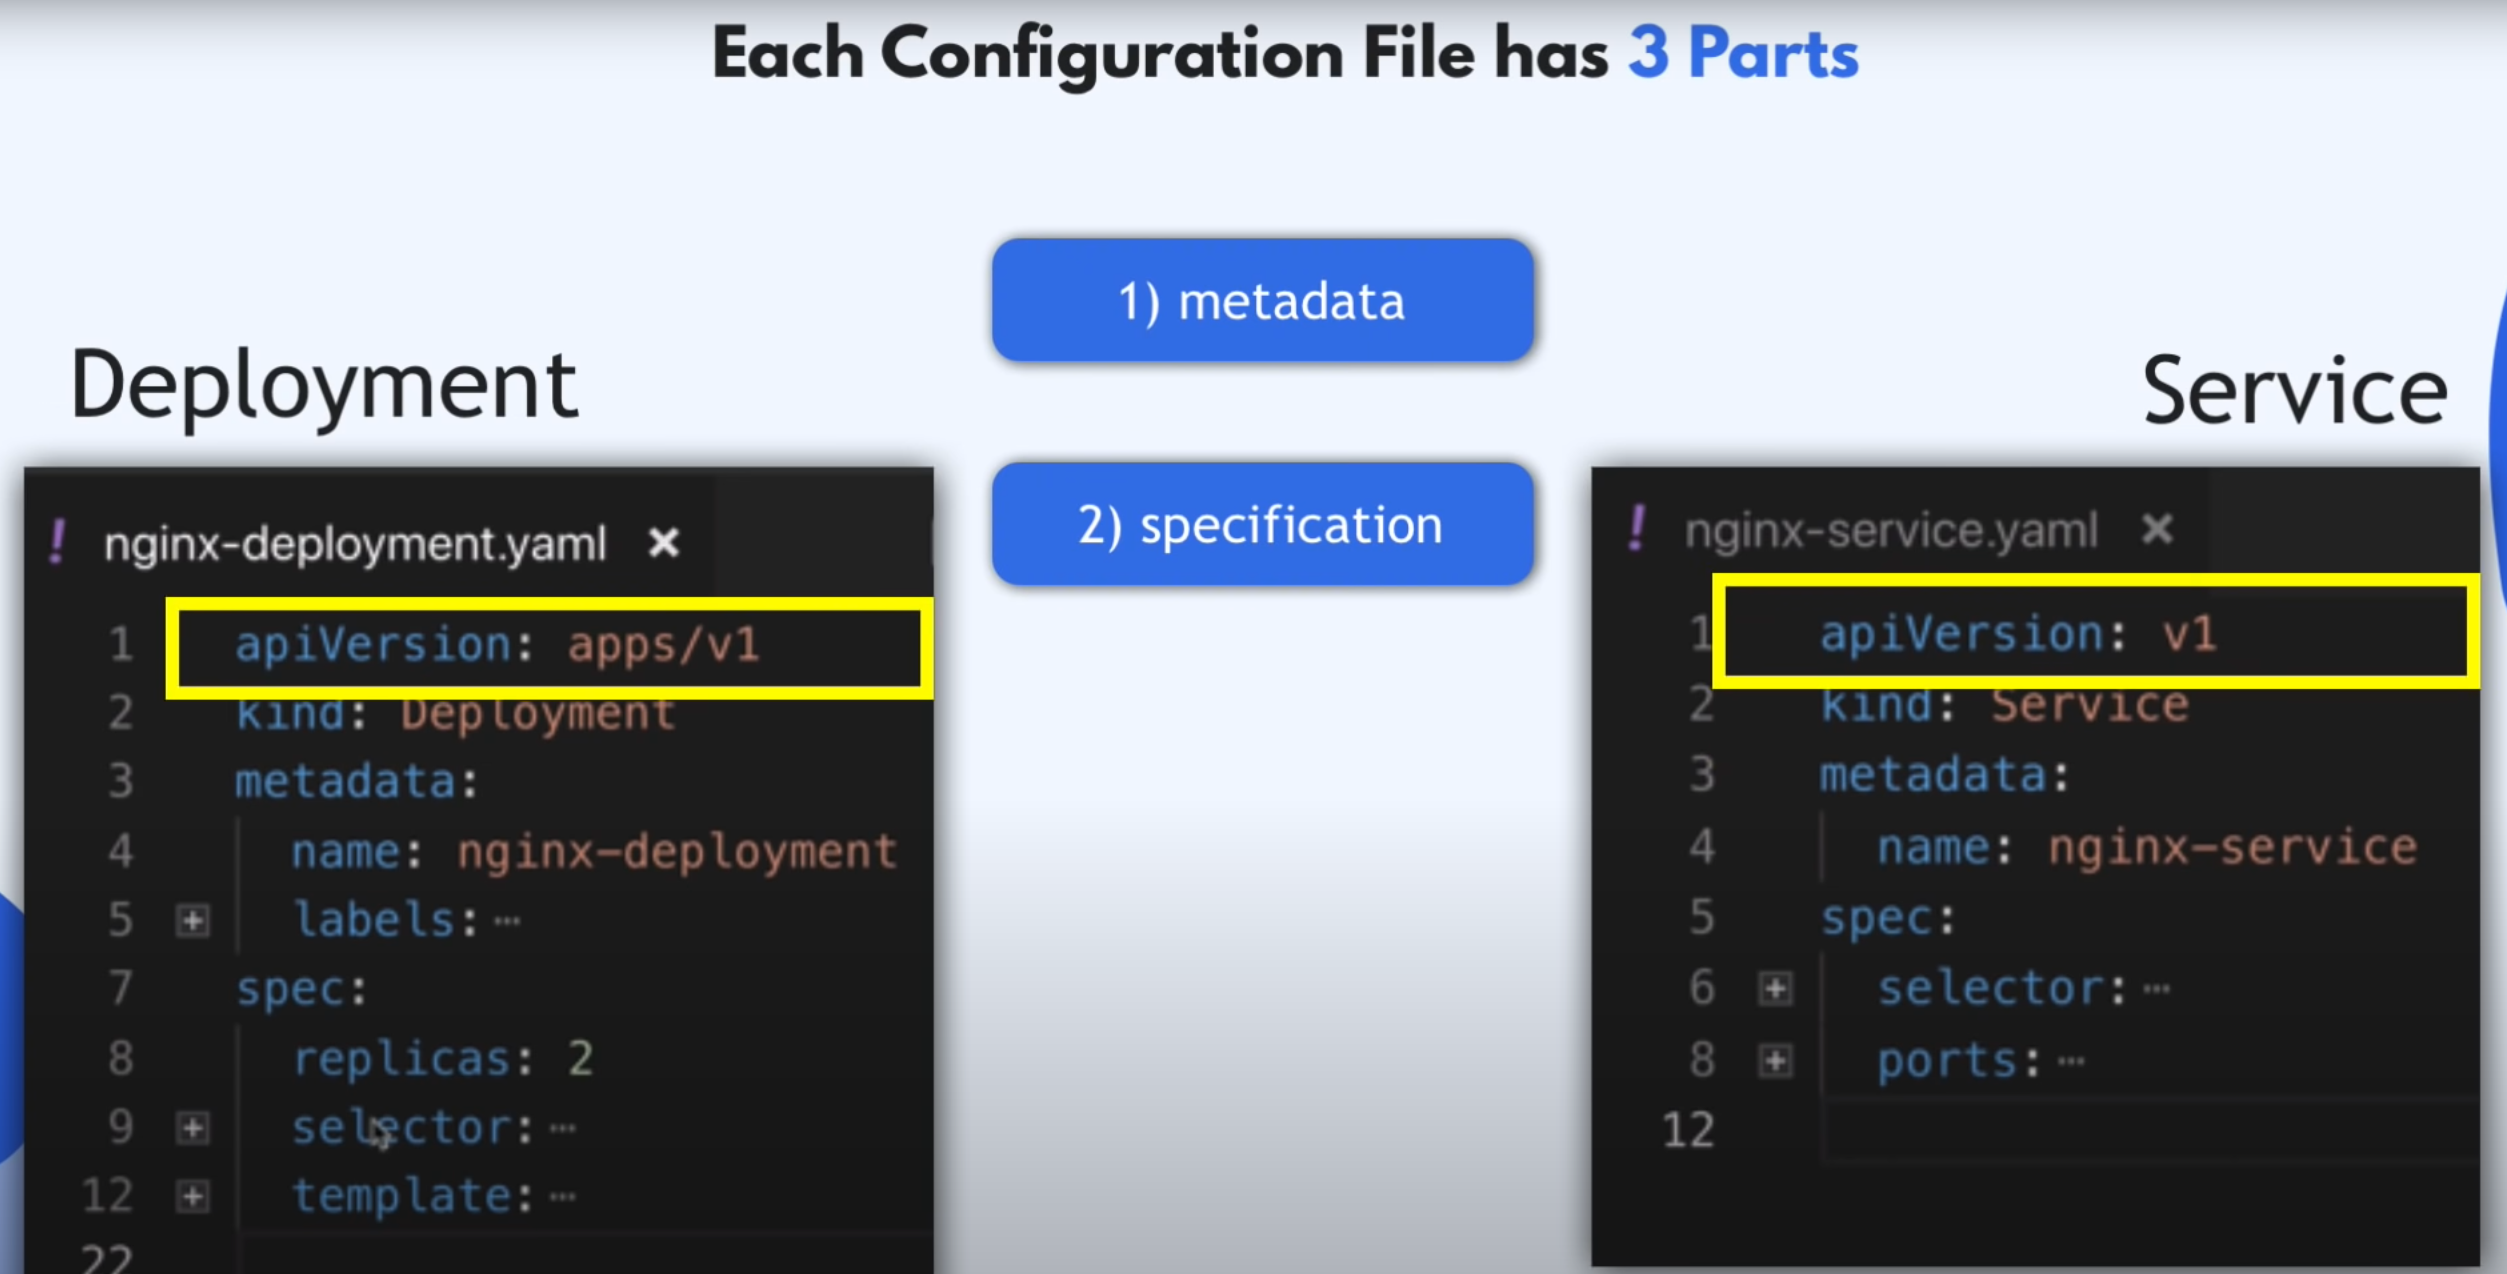 Each Configuration File has 3 Parts
1) metadata
2) specification
Deployment
! nginx-deployment.yaml ×
1 apiVersion: apps/v1
2 kind: Deployment
3 metadata:
4 name: nginx-deployment
5 labels: ···
7 spec:
8 replicas: 2
9 selector: ···
12 template: ···
22
Service
! nginx-service.yaml ×
1 apiVersion: v1
2 kind: Service
3 metadata:
4 name: nginx-service
5 spec:
6 selector: ···
8 ports: ···
12